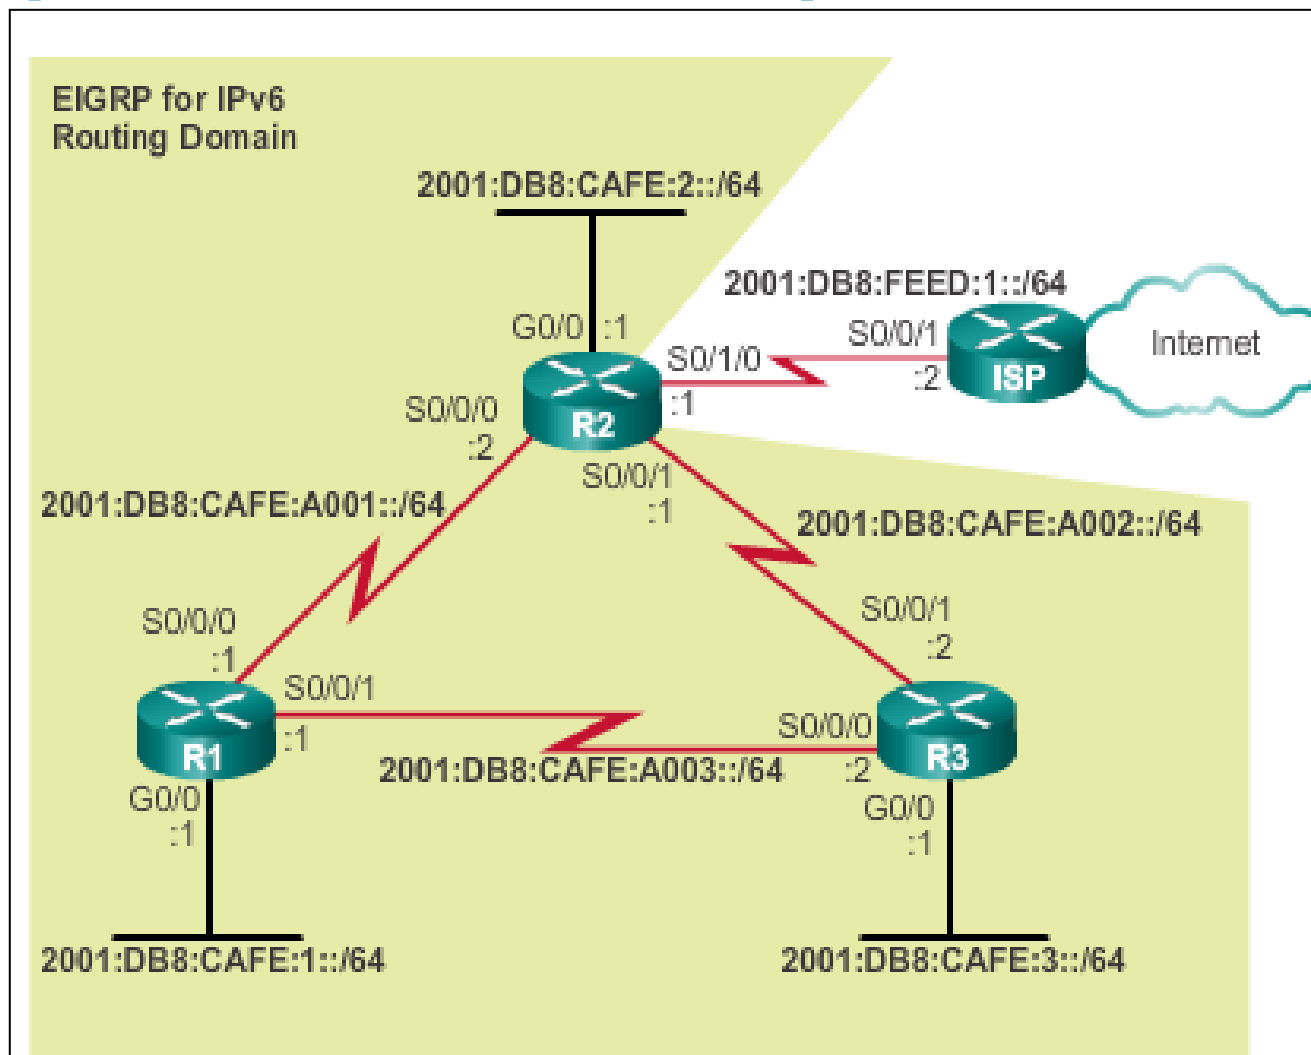 EIGRP for IPv6
Routing Domain
2001:DB8:CAFE:2::/64
2001:DB8:FEED:1::/64
G0/0 :1
S0/0/1
Internet
S0/1/0
:2
ISP
S0/0/0
:1
R2
:2
S0/0/1
:1
2001:DB8:CAFE:A001::/64
2001:DB8:CAFE:A002::/64
S0/0/0
:1
S0/0/1
:2
S0/0/1
:1
S0/0/0
:2
R1
R3
2001:DB8:CAFE:A003::/64
G0/0
:1
G0/0
:1
2001:DB8:CAFE:1::/64
2001:DB8:CAFE:3::/64